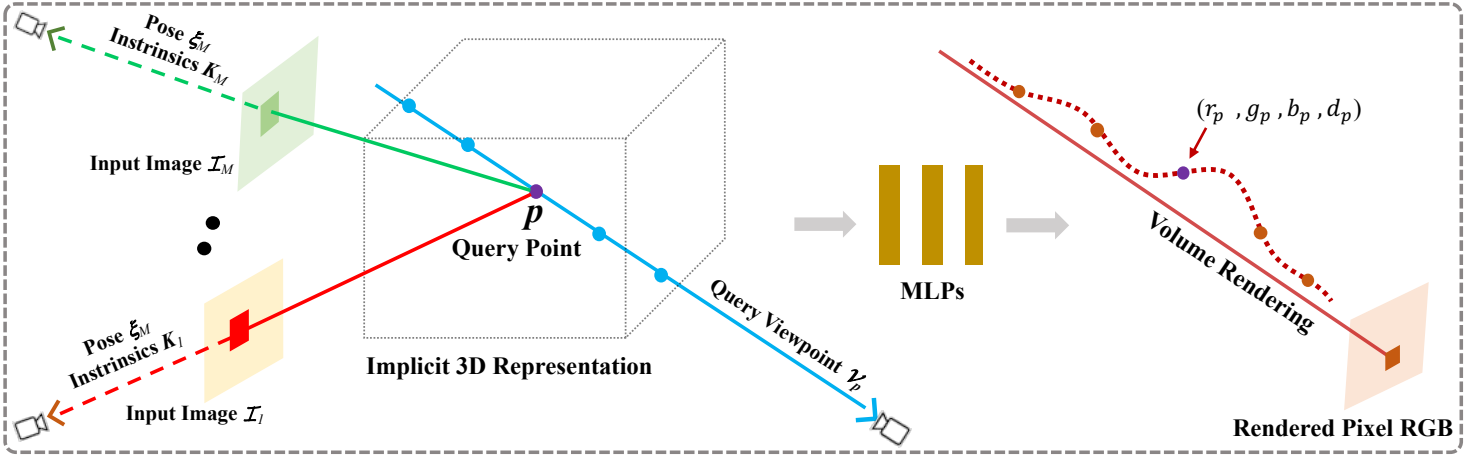 Pose ξ_M
Instrinsics K_M
Input Image I_M
Pose ξ_M
Instrinsics K_1
Input Image I_1
p
Query Point
Implicit 3D Representation
Query Viewpoint V_p
MLPs
(r_p , g_p , b_p , d_p)
Volume Rendering
Rendered Pixel RGB